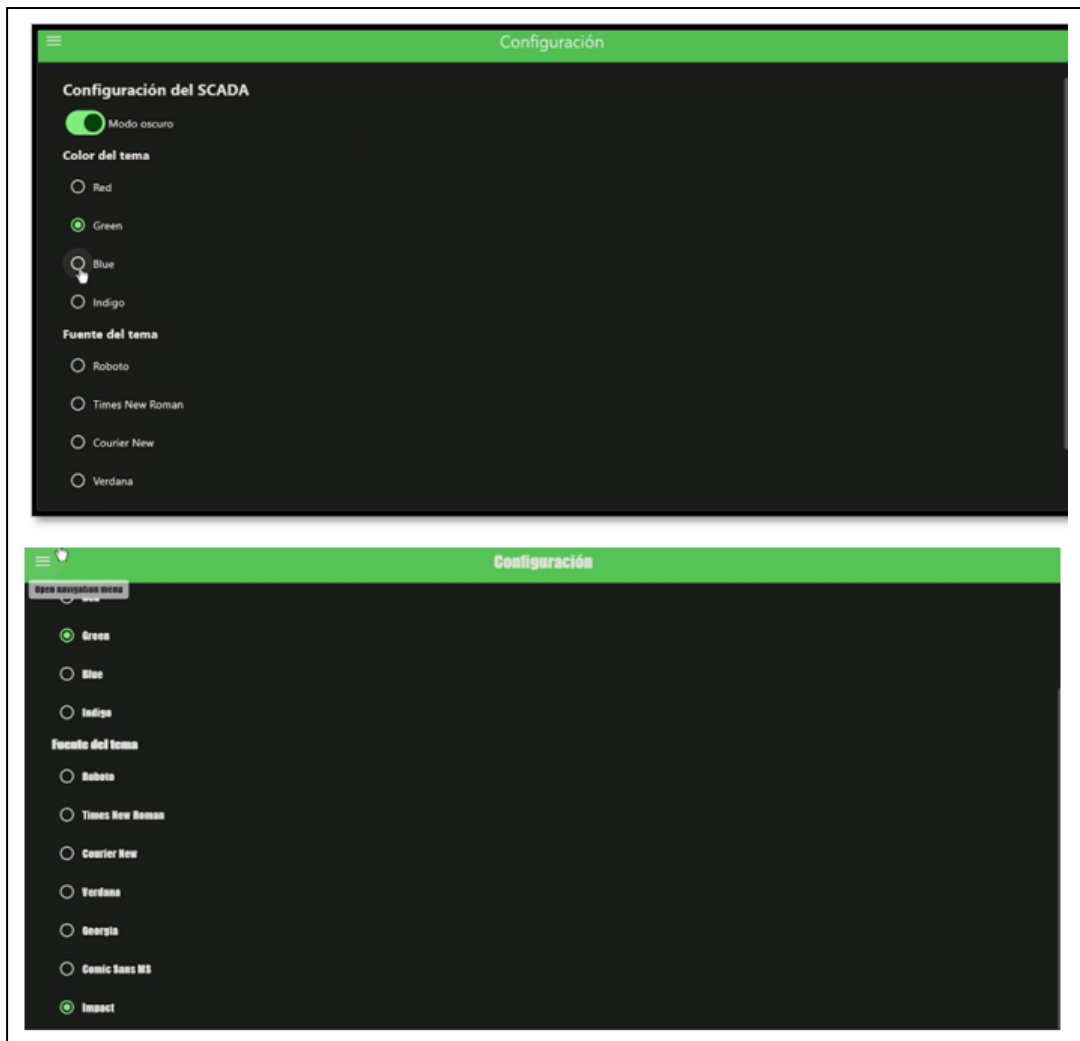 Configuración
Configuración del SCADA
Modo oscuro
Color del tema
Red
Green
Blue
Indigo
Fuente del tema
Roboto
Times New Roman
Courier New
Verdana
Configuración
Open navigation menu
Green
Blue
Indigo
Fuente del tema
Roboto
Times New Roman
Courier New
Verdana
Georgia
Comic Sans MS
Impact